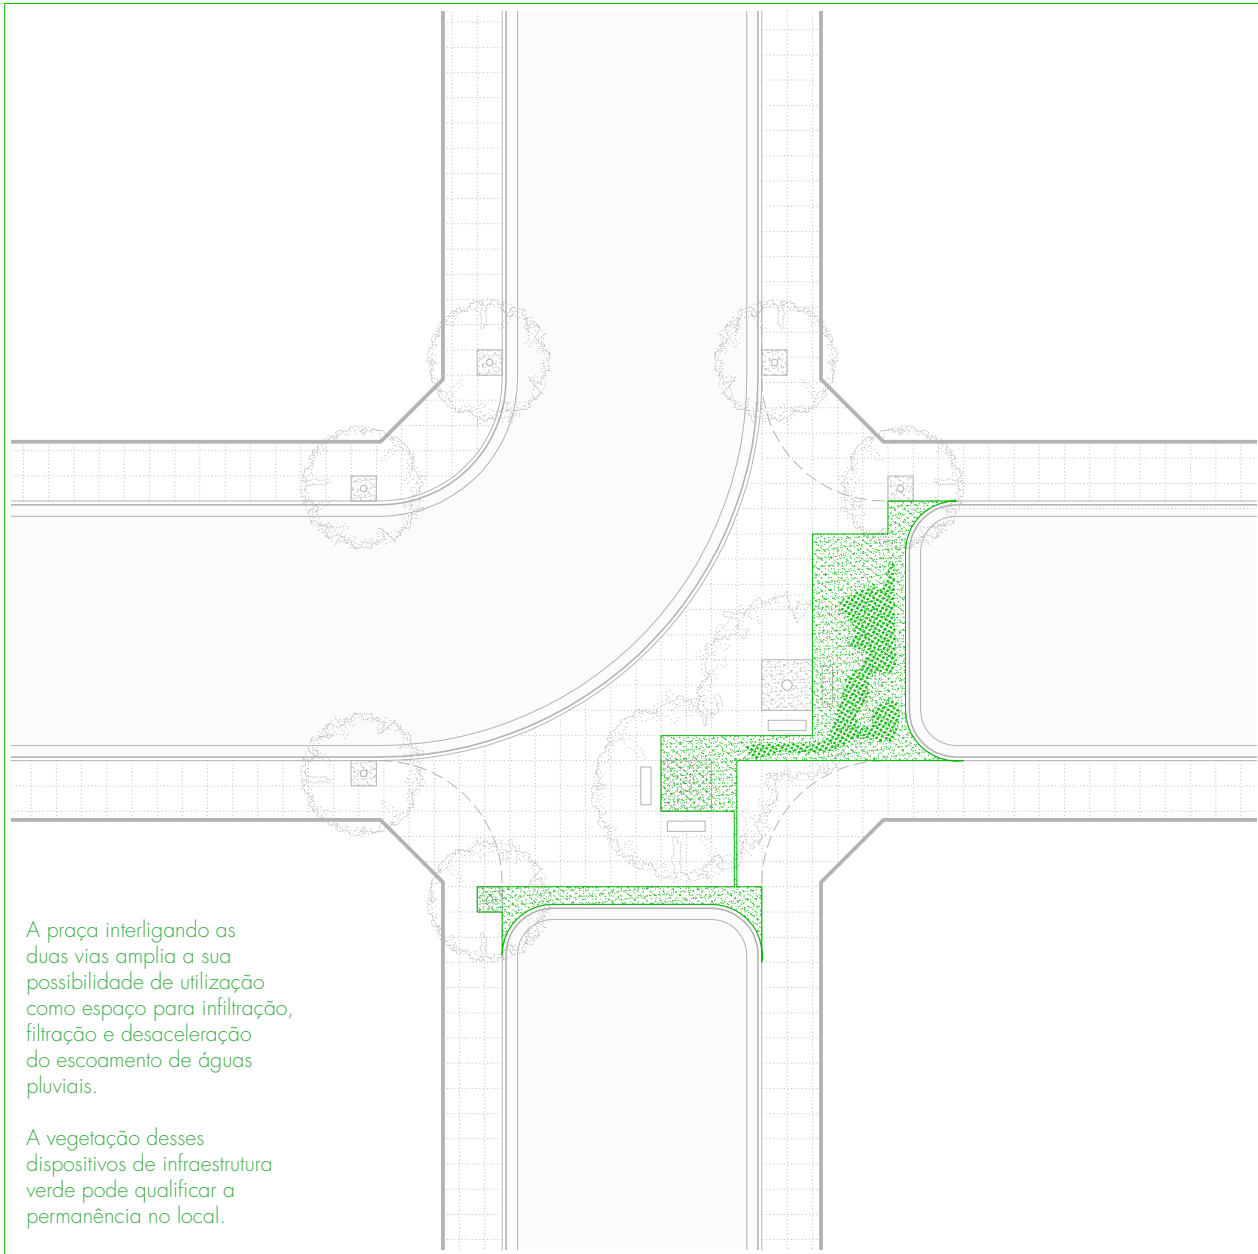 A praça interligando as
duas vias amplia a sua
possibilidade de utilização
como espaço para infiltração,
filtração e desaceleração
do escoamento de águas
pluviais.
A vegetação desses
dispositivos de infraestrutura
verde pode qualificar a
permanência no local.